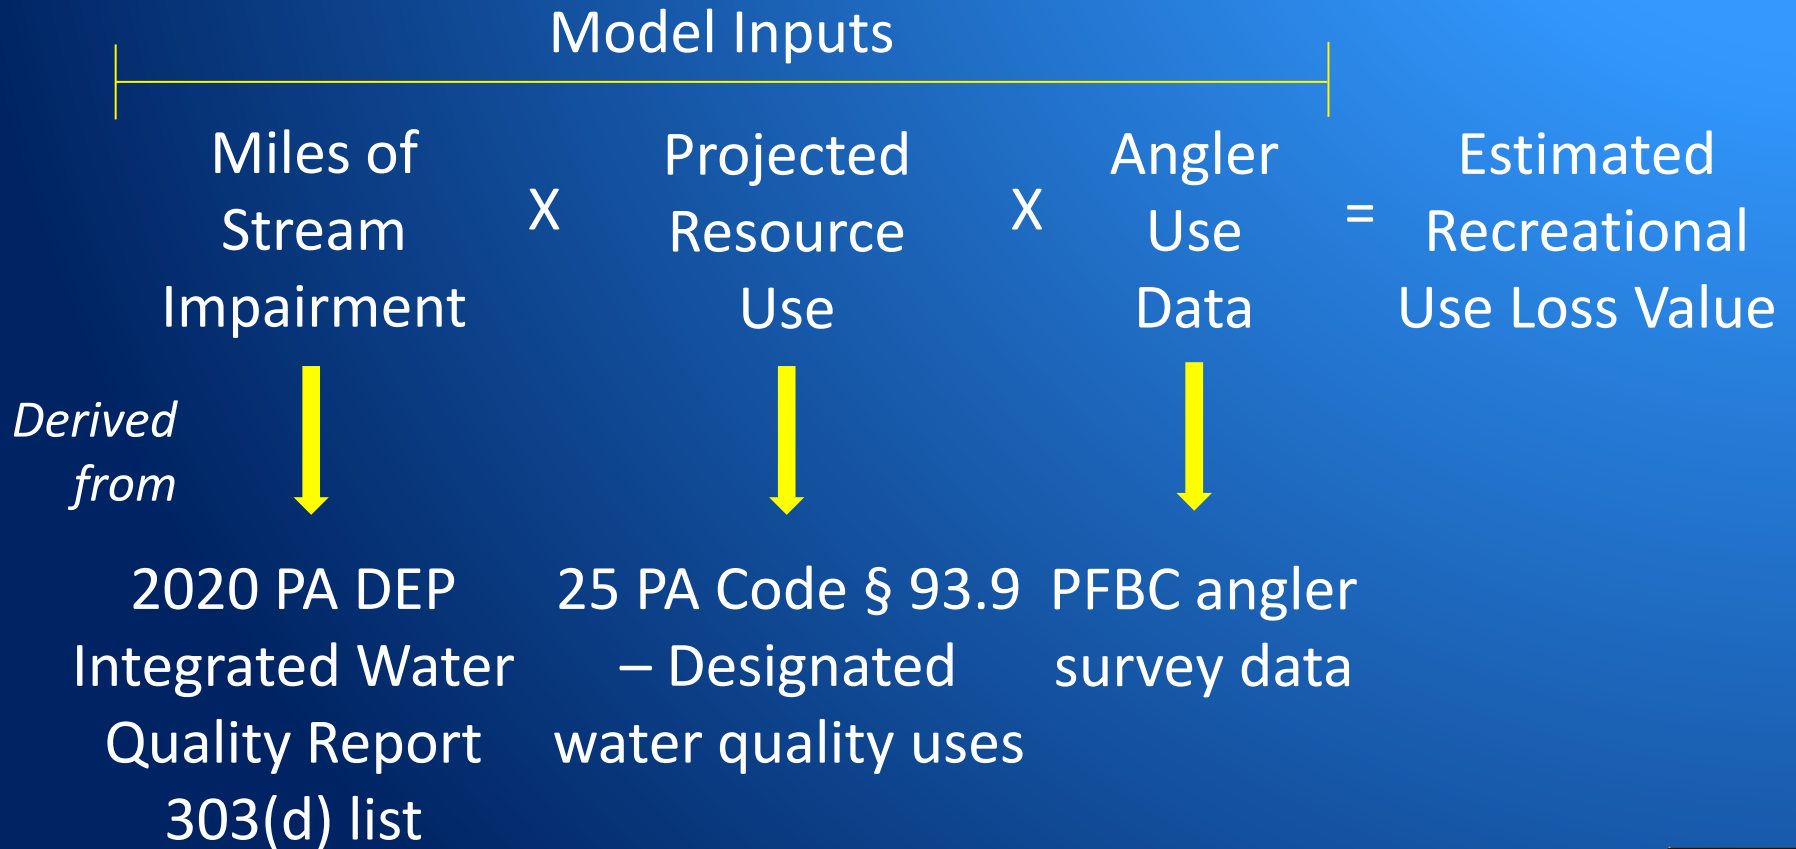 Model Inputs
Miles of
Stream
Impairment
X
Projected
Resource
Use
X
Angler
Use
Data
=
Estimated
Recreational
Use Loss Value
Derived
from
2020 PA DEP
Integrated Water
Quality Report
303(d) list
25 PA Code § 93.9
– Designated
water quality uses
PFBC angler
survey data